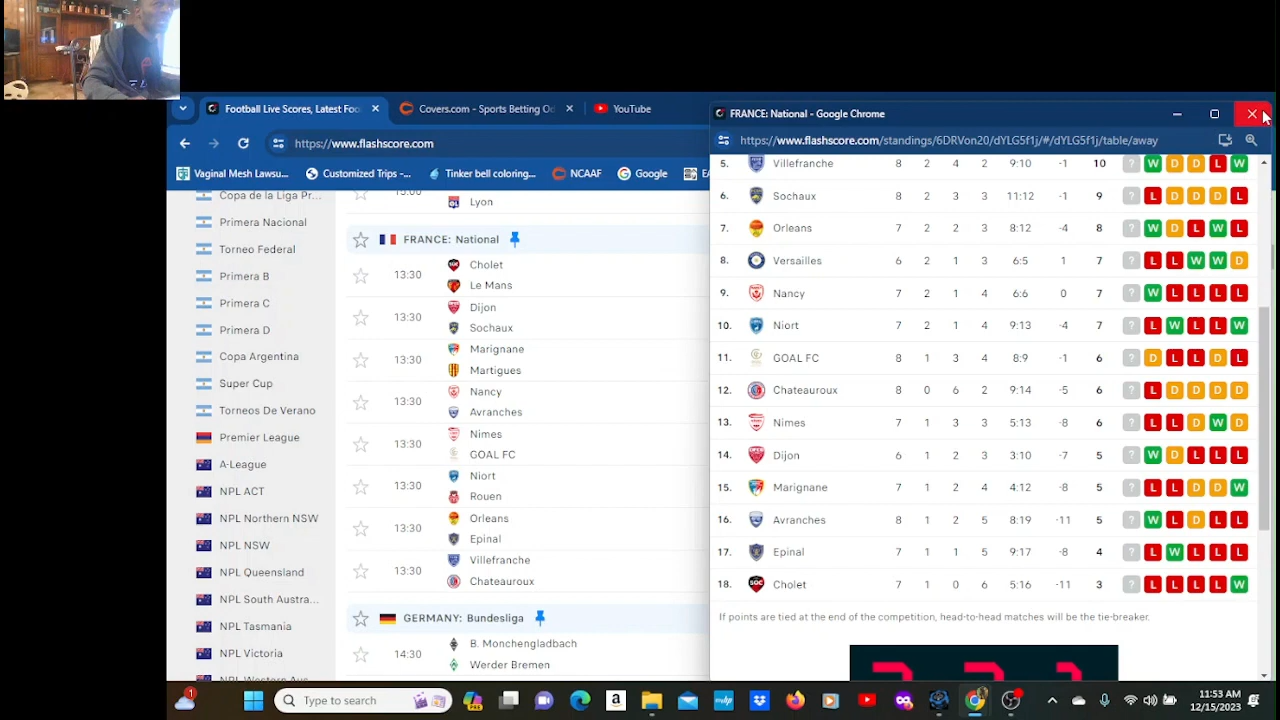 Football Live Scores, Latest Foo
Covers.com - Sports Betting Od
YouTube
https://www.flashscore.com
Vaginal Mesh Lawsu...
Customized Trips -...
Tinker bell coloring...
NCAAF
Google
Copa de la Liga Pr...
Primera Nacional
Torneo Federal
Primera B
Primera C
Primera D
Copa Argentina
Super Cup
Torneos De Verano
Premier League
A-League
NPL ACT
NPL Northern NSW
NPL NSW
NPL Queensland
NPL South Austra...
NPL Tasmania
NPL Victoria
NPL Western Aus
15:00
Lyon
FRANCE: National
13:30
Cholet
Le Mans
13:30
Dijon
Sochaux
13:30
Marignane
Martigues
13:30
Nancy
Avranches
13:30
Nimes
GOAL FC
13:30
Niort
Rouen
13:30
Orleans
Epinal
13:30
Villefranche
Chateauroux
GERMANY: Bundesliga
14:30
B. Monchengladbach
Werder Bremen
FRANCE: National - Google Chrome
https://www.flashscore.com/standings/6DRVon20/dYLG5f1j/#/dYLG5f1j/table/away
5. Villefranche 8 2 4 2 9:10 -1 10 ? W D D L W
6. Sochaux 8 2 3 3 11:12 -1 9 ? L D D D L
7. Orleans 7 2 2 3 8:12 -4 8 ? W D L W L
8. Versailles 6 2 1 3 6:5 1 7 ? L L W W D
9. Nancy 7 2 1 4 6:6 0 7 ? W L L L L
10. Niort 7 2 1 4 9:13 -4 7 ? L W L L W
11. GOAL FC 8 1 3 4 8:9 -1 6 ? D L L D L
12. Chateauroux 8 0 6 2 9:14 -5 6 ? L D D D D
13. Nimes 7 1 3 3 5:13 -8 6 ? L L D W D
14. Dijon 6 1 2 3 3:10 -7 5 ? W D L L L
15. Marignane 7 1 2 4 4:12 -8 5 ? L L D D W
16. Avranches 8 1 2 5 8:19 -11 5 ? W L D L L
17. Epinal 7 1 1 5 9:17 -8 4 ? L W L L L
18. Cholet 7 1 0 6 5:16 -11 3 ? L L L L W
If points are tied at the end of the competition, head-to-head matches will be the tie-breaker.
1
Type to search
11:53 AM
12/15/2023